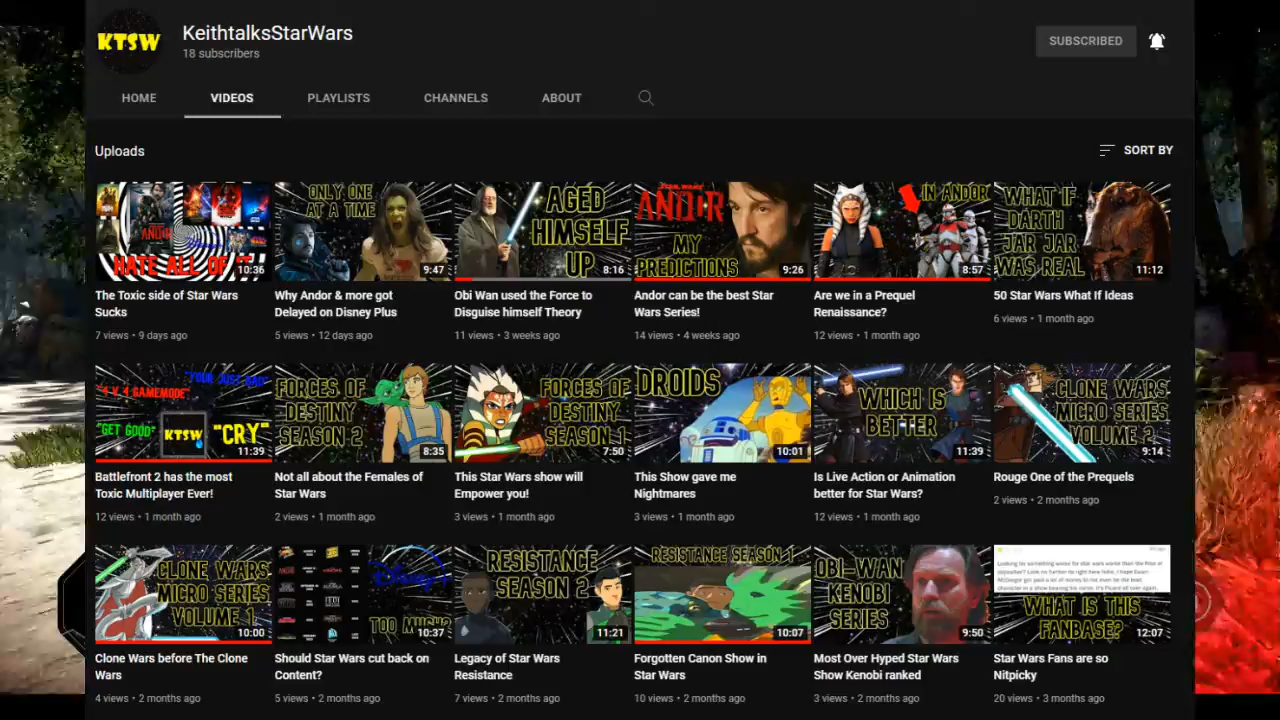 KTSW
KeithtalksStarWars
18 subscribers
SUBSCRIBED
HOME
VIDEOS
PLAYLISTS
CHANNELS
ABOUT
Uploads
SORT BY
ANDOR
HATE ALL OF IT
10:36
ONLY ONE
AT A TIME
9:47
AGED
HIMSELF
UP
8:16
STAR WARS
ANDOR
MY
PREDICTIONS
9:26
IN ANDOR
8:57
WHAT IF
DARTH
JAR JAR
WAS REAL
11:12
The Toxic side of Star Wars
Sucks
7 views • 9 days ago
Why Andor & more got
Delayed on Disney Plus
5 views • 12 days ago
Obi Wan used the Force to
Disguise himself Theory
11 views • 3 weeks ago
Andor can be the best Star
Wars Series!
14 views • 4 weeks ago
Are we in a Prequel
Renaissance?
12 views • 1 month ago
50 Star Wars What If Ideas
6 views • 1 month ago
"4 V 4 GAMEMODE"
"YOUR JUST BAD"
"GET GOOD"
KTSW
"CRY"
11:39
FORCES OF
DESTINY
SEASON 2
8:35
FORCES OF
DESTINY
SEASON 1
7:50
DROIDS
10:01
WHICH IS
BETTER
11:39
CLONE WARS
MICRO SERIES
VOLUME 2
9:14
Battlefront 2 has the most
Toxic Multiplayer Ever!
12 views • 1 month ago
Not all about the Females of
Star Wars
2 views • 1 month ago
This Star Wars show will
Empower you!
3 views • 1 month ago
This Show gave me
Nightmares
3 views • 1 month ago
Is Live Action or Animation
better for Star Wars?
12 views • 1 month ago
Rouge One of the Prequels
2 views • 2 months ago
CLONE WARS
MICRO SERIES
VOLUME 1
10:00
Disney
TOO MUCH?
10:37
RESISTANCE
SEASON 2
11:21
RESISTANCE SEASON 1
10:07
OBI-WAN
KENOBI
SERIES
9:50
WHAT IS THIS
FANBASE?
12:07
Clone Wars before The Clone
Wars
4 views • 2 months ago
Should Star Wars cut back on
Content?
5 views • 2 months ago
Legacy of Star Wars
Resistance
7 views • 2 months ago
Forgotten Canon Show in
Star Wars
10 views • 2 months ago
Most Over Hyped Star Wars
Show Kenobi ranked
3 views • 2 months ago
Star Wars Fans are so
Nitpicky
20 views • 3 months ago